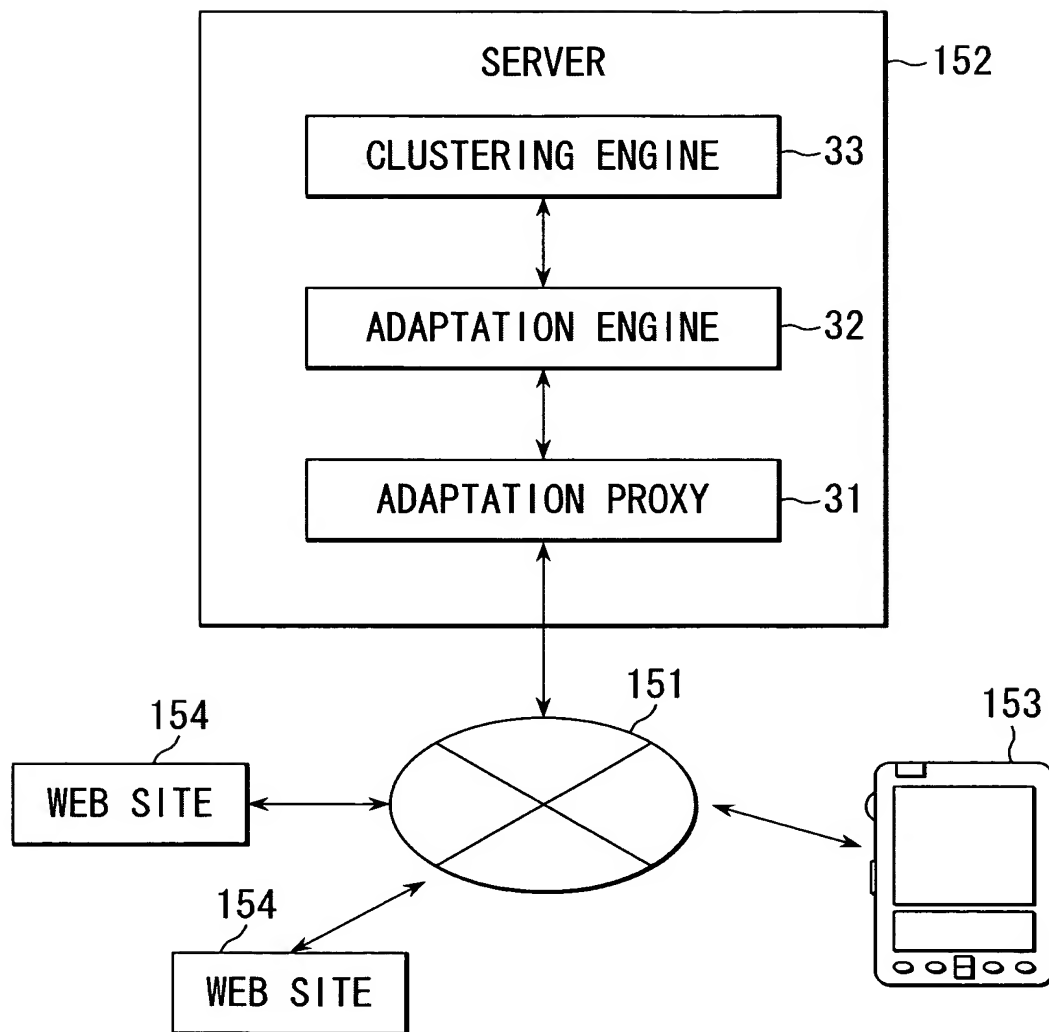 SERVER
152
CLUSTERING ENGINE
33
ADAPTATION ENGINE
32
ADAPTATION PROXY
31
151
153
154
WEB SITE
154
WEB SITE